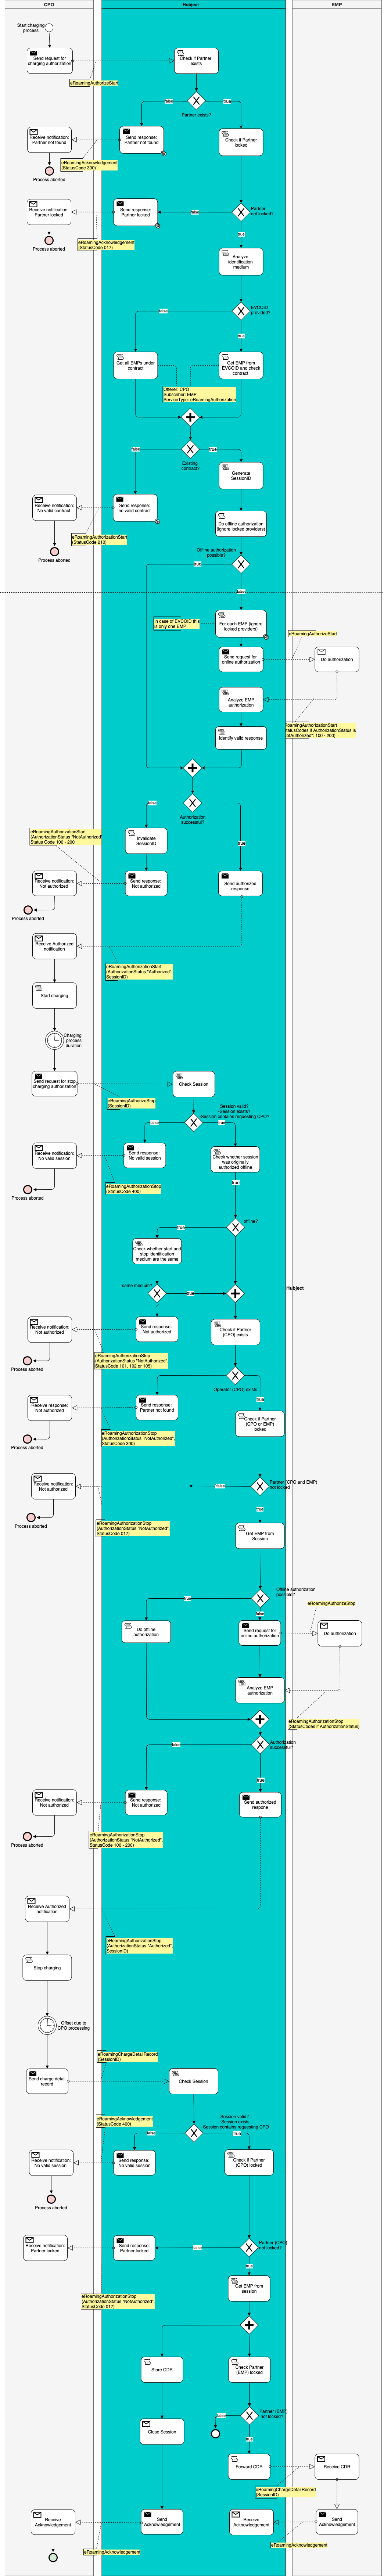 CPO
Hubject
EMP
Start charging
process
Send request for
charging authorization
Check if Partner
exists
eRoamingAuthorizeStart
false
true
Partner exists?
Receive notification:
Partner not found
Send response:
Partner not found
Check if Partner
locked
eRoamingAcknowledgement
(StatusCode 300)
Process aborted
Receive notification:
Partner locked
Send response:
Partner locked
false
Partner
not locked?
true
eRoamingAcknowledgement
(StatusCode 017)
Process aborted
Analyze
identification
medium
EVCOID
provided?
false
true
Get all EMPs under
contract
Get EMP from
EVCOID and check
contract
Offerer: CPO
Subscriber: EMP
ServiceType: eRoamingAuthorization
false
true
Existing
contract?
Generate
SessionID
Receive notification:
No valid contract
Send response:
no valid contract
Do offline authorization
(ignore locked providers)
eRoamingAuthorizationStart
(StatusCode 210)
Process aborted
Offline authorization
possible?
true
false
In case of EVCOID this
is only one EMP
For each EMP (ignore
locked providers)
eRoamingAuthorizeStart
Send request for
online authorization
Do authorization
Analyze EMP
authorization
eRoamingAuthorizationStart
(StatusCodes if AuthorizationStatus is
"NotAuthorized": 100 - 200)
Identify valid response
false
true
Authorization
successful?
eRoamingAuthorizationStart
(AuthorizationStatus "NotAuthorized",
Status Code 100 - 200
Invalidate
SessionID
true
Receive notification:
Not authorized
Send response:
Not authorized
Send authorized
response
Process aborted
Receive Authorized
notification
eRoamingAuthorizationStart
(AuthorizationStatus "Authorized",
SessionID)
Start charging
Charging
process
duration
Send request for stop
charging authorization
Check Session
eRoamingAuthorizeStop
(SessionID)
Session valid?
-Session exists?
- Session contains requesting CPO?
false
true
Receive notification:
No valid session
Send response:
No valid session
Check whether session
was originally
authorized offline
eRoamingAuthorizationStop
(StatusCode 400)
Process aborted
true
offline?
true
Check whether start and
stop identification
medium are the same
same medium?
true
Hubject
Receive notification:
Not authorized
Send response:
Not authorized
Check if Partner
(CPO) exists
eRoamingAuthorizationStop
(AuthorizationStatus "NotAuthorized",
StatusCode 101, 102 or 105)
Process aborted
false
true
Operator (CPO) exists
Receive response:
Not authorized
Send response:
Partner not found
Check if Partner
(CPO or EMP)
locked
eRoamingAuthorizationStop
(AuthorizationStatus "NotAuthorized",
StatusCode 300)
Process aborted
Receive notification:
Not authorized
false
Partner (CPO and EMP)
not locked
true
eRoamingAuthorizationStop
(AuthorizationStatus "NotAuthorized",
StatusCode 017)
Process aborted
Get EMP from
Session
Offline authorization
possible?
true
false
eRoamingAuthorizeStop
Do offline
authorization
Send request for
online authorization
Do authorization
Analyze EMP
authorization
eRoamingAuthorizationStop
(StatusCodes if AuthorizationStatus)
false
Authorization
successful?
true
Receive notification:
Not authorized
Send response:
Not authorized
Send authorized
respone
eRoamingAuthorizationStop
(AuthorizationStatus "NotAuthorized",
StatusCode 100 - 200)
Process aborted
Receive Authorized
notification
eRoamingAuthorizationStop
(AuthorizationStatus "Authorized",
SessionID)
Stop charging
Offset due to
CPO processing
eRoamingChargeDetailRecord
(SessionID)
Send charge detail
record
Check Session
eRoamingAcknowledgement
(StatusCode 400)
Session valid?
-Session exists
- Session contains requesting CPO
false
true
Receive notification:
No valid session
Send response:
No valid session
Check if Partner
(CPO) locked
Process aborted
Receive notification:
Partner locked
Send response:
Partner locked
false
Partner (CPO)
not locked?
true
eRoamingAuthorizationStop
(AuthorizationStatus "NotAuthorized",
StatusCode 017)
Get EMP from
session
Store CDR
Check Partner
(EMP) locked
Close Session
false
Partner (EMP)
not locked?
true
Forward CDR
Receive CDR
eRoamingChargeDetailRecord
(SessionID)
Receive
Acknowledgement
Send
Acknowledgement
Receive
Acknowledgement
Send
Acknowledgement
eRoamingAcknowledgement
eRoamingAcknowledgement